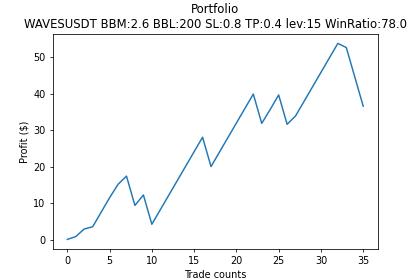 Portfolio
WAVESUSDT BBM:2.6 BBL:200 SL:0.8 TP:0.4 lev:15 WinRatio:78.0
Profit ($)
50
40
30
20
10
0
0 5 10 15 20 25 30 35
Trade counts